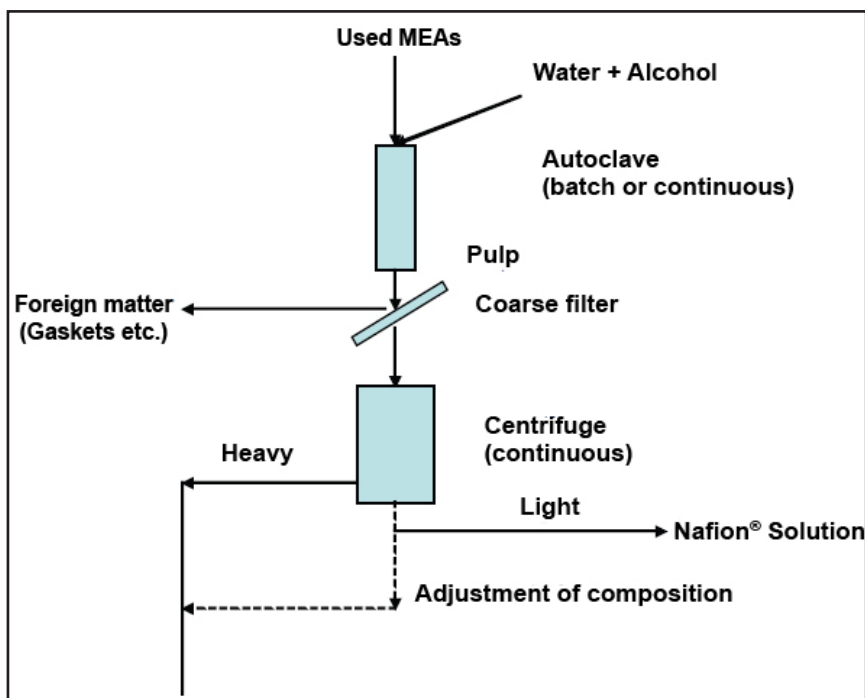 Used MEAs
Water + Alcohol
Autoclave
(batch or continuous)
Pulp
Coarse filter
Foreign matter
(Gaskets etc.)
Centrifuge
(continuous)
Heavy
Light
Nafion® Solution
Adjustment of composition